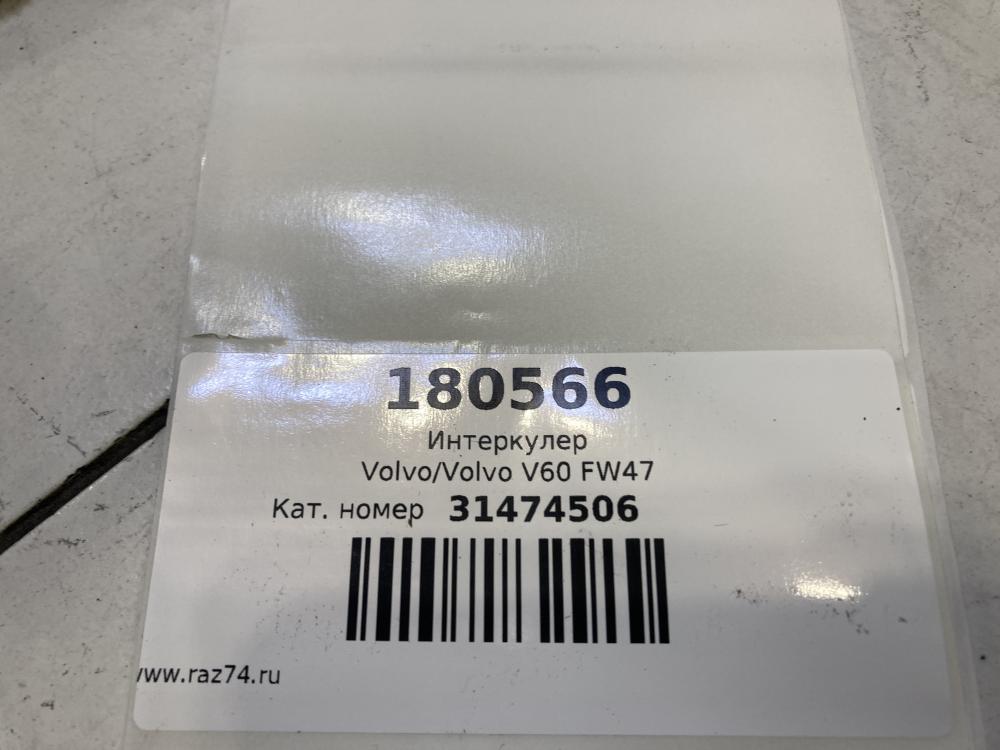 180566
Интеркулер
Volvo/Volvo V60 FW47
Кат. номер 31474506
www.raz74.ru